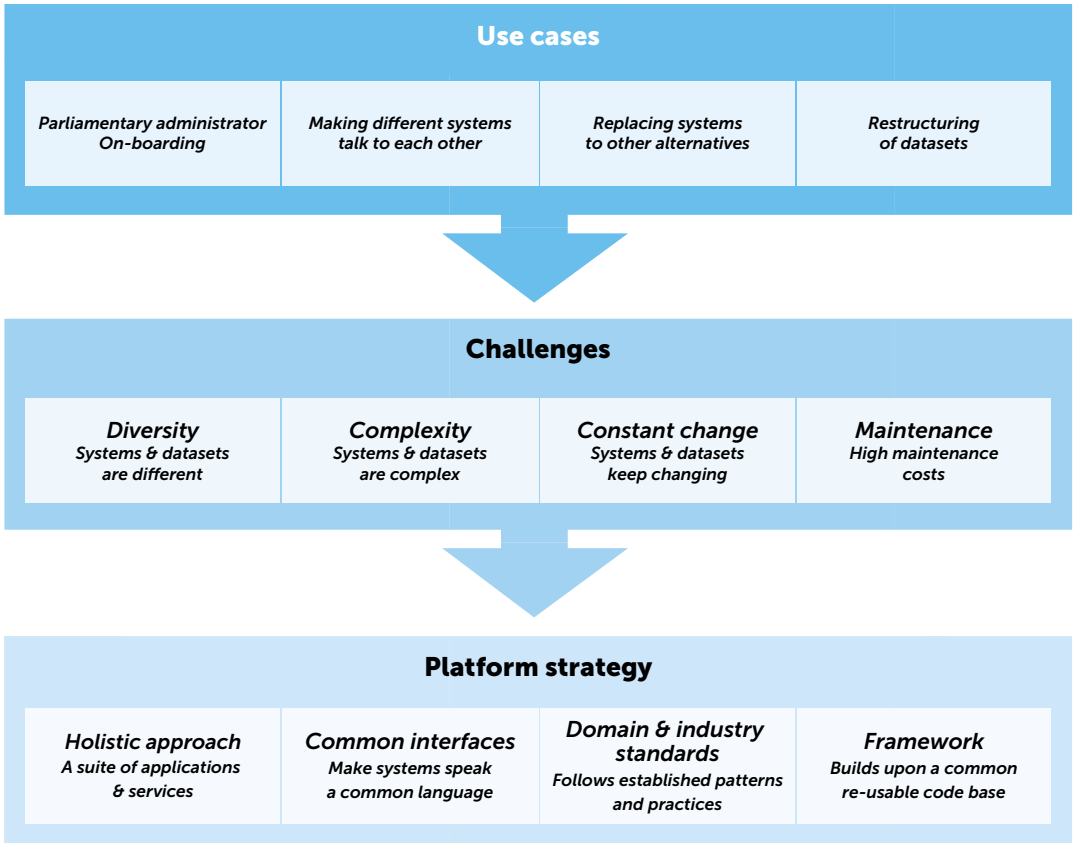 Use cases
Parliamentary administrator
On-boarding
Making different systems
talk to each other
Replacing systems
to other alternatives
Restructuring
of datasets
Challenges
Diversity
Systems & datasets
are different
Complexity
Systems & datasets
are complex
Constant change
Systems & datasets
keep changing
Maintenance
High maintenance
costs
Platform strategy
Holistic approach
A suite of applications
& services
Common interfaces
Make systems speak
a common language
Domain & industry
standards
Follows established patterns
and practices
Framework
Builds upon a common
re-usable code base